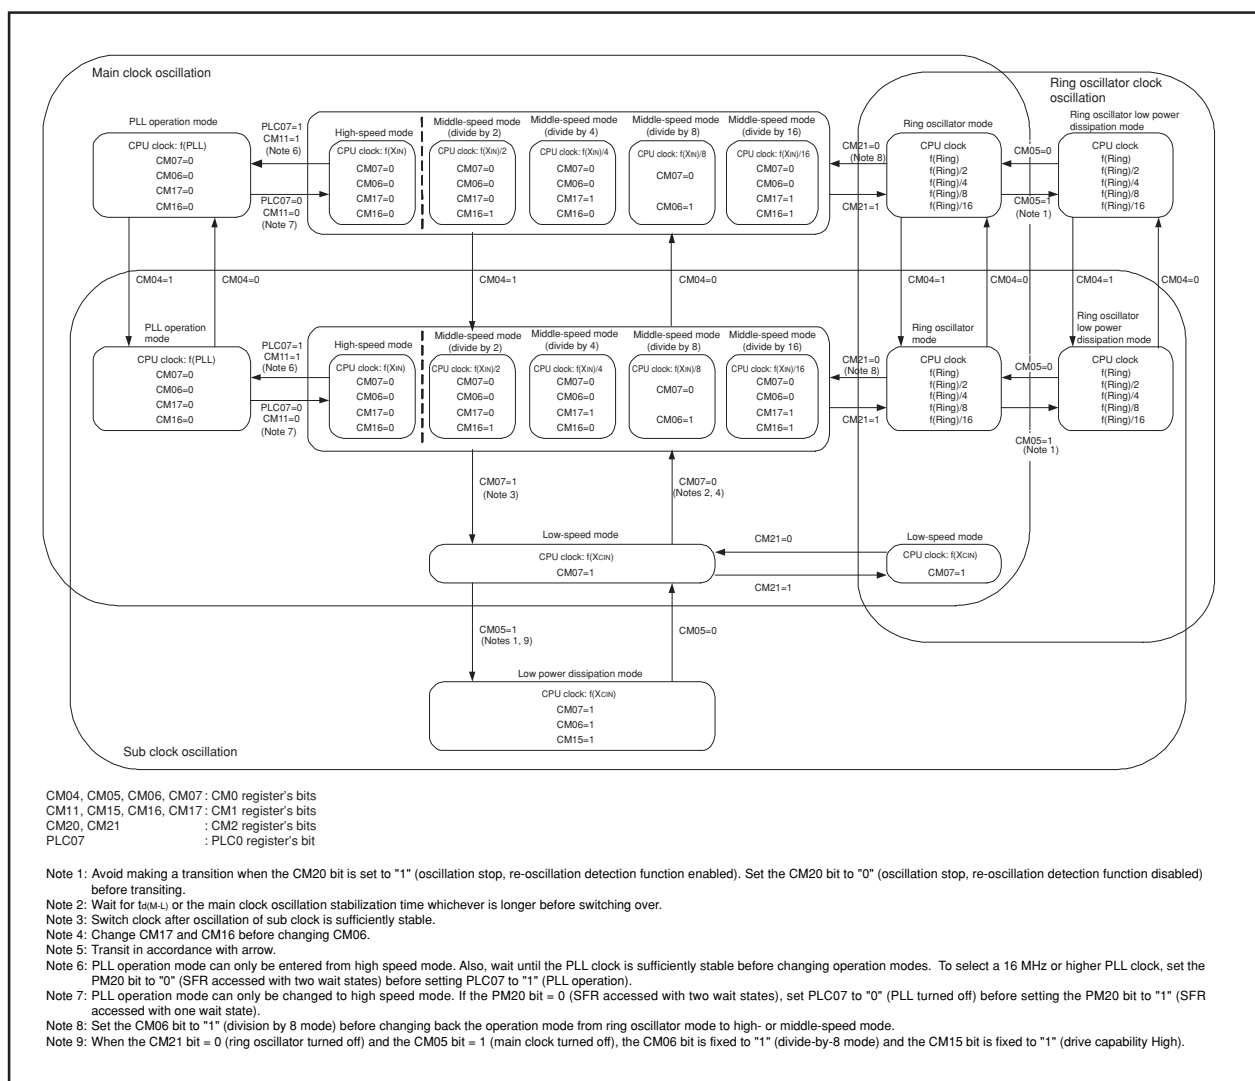 Main clock oscillation
Ring oscillator clock
oscillation
PLL operation mode
CPU clock: f(PLL)
CM07=0
CM06=0
CM17=0
CM16=0
PLC07=1
CM11=1
(Note 6)
PLC07=0
CM11=0
(Note 7)
High-speed mode
CPU clock: f(XIN)
CM07=0
CM06=0
CM17=0
CM16=0
Middle-speed mode
(divide by 2)
CPU clock: f(XIN)/2
CM07=0
CM06=0
CM17=0
CM16=1
Middle-speed mode
(divide by 4)
CPU clock: f(XIN)/4
CM07=0
CM06=0
CM17=1
CM16=0
Middle-speed mode
(divide by 8)
CPU clock: f(XIN)/8
CM07=0
CM06=1
Middle-speed mode
(divide by 16)
CPU clock: f(XIN)/16
CM07=0
CM06=0
CM17=1
CM16=1
CM21=0
(Note 8)
CM21=1
Ring oscillator mode
CPU clock
f(Ring)
f(Ring)/2
f(Ring)/4
f(Ring)/8
f(Ring)/16
CM05=0
CM05=1
(Note 1)
Ring oscillator low power
dissipation mode
CPU clock
f(Ring)
f(Ring)/2
f(Ring)/4
f(Ring)/8
f(Ring)/16
CM04=1
CM04=0
CM04=1
CM04=0
CM04=1
CM04=0
CM04=1
CM04=0
PLL operation
mode
CPU clock: f(PLL)
CM07=0
CM06=0
CM17=0
CM16=0
PLC07=1
CM11=1
(Note 6)
PLC07=0
CM11=0
(Note 7)
High-speed mode
CPU clock: f(XIN)
CM07=0
CM06=0
CM17=0
CM16=0
Middle-speed mode
(divide by 2)
CPU clock: f(XIN)/2
CM07=0
CM06=0
CM17=0
CM16=1
Middle-speed mode
(divide by 4)
CPU clock: f(XIN)/4
CM07=0
CM06=0
CM17=1
CM16=0
Middle-speed mode
(divide by 8)
CPU clock: f(XIN)/8
CM07=0
CM06=1
Middle-speed mode
(divide by 16)
CPU clock: f(XIN)/16
CM07=0
CM06=0
CM17=1
CM16=1
CM21=0
(Note 8)
CM21=1
Ring oscillator
mode
CPU clock
f(Ring)
f(Ring)/2
f(Ring)/4
f(Ring)/8
f(Ring)/16
CM05=0
CM05=1
(Note 1)
Ring oscillator
low power
dissipation mode
CPU clock
f(Ring)
f(Ring)/2
f(Ring)/4
f(Ring)/8
f(Ring)/16
CM07=1
(Note 3)
CM07=0
(Notes 2, 4)
Low-speed mode
CPU clock: f(XCIN)
CM07=1
CM21=0
CM21=1
Low-speed mode
CPU clock: f(XCIN)
CM07=1
CM05=1
(Notes 1, 9)
CM05=0
Low power dissipation mode
CPU clock: f(XCIN)
CM07=1
CM06=1
CM15=1
Sub clock oscillation
CM04, CM05, CM06, CM07 : CM0 register's bits
CM11, CM15, CM16, CM17 : CM1 register's bits
CM20, CM21 : CM2 register's bits
PLC07 : PLC0 register's bit
Note 1: Avoid making a transition when the CM20 bit is set to "1" (oscillation stop, re-oscillation detection function enabled). Set the CM20 bit to "0" (oscillation stop, re-oscillation detection function disabled)
before transiting.
Note 2: Wait for td(M-L) or the main clock oscillation stabilization time whichever is longer before switching over.
Note 3: Switch clock after oscillation of sub clock is sufficiently stable.
Note 4: Change CM17 and CM16 before changing CM06.
Note 5: Transit in accordance with arrow.
Note 6: PLL operation mode can only be entered from high speed mode. Also, wait until the PLL clock is sufficiently stable before changing operation modes. To select a 16 MHz or higher PLL clock, set the
PM20 bit to "0" (SFR accessed with two wait states) before setting PLC07 to "1" (PLL operation).
Note 7: PLL operation mode can only be changed to high speed mode. If the PM20 bit = 0 (SFR accessed with two wait states), set PLC07 to "0" (PLL turned off) before setting the PM20 bit to "1" (SFR
accessed with one wait state).
Note 8: Set the CM06 bit to "1" (division by 8 mode) before changing back the operation mode from ring oscillator mode to high- or middle-speed mode.
Note 9: When the CM21 bit = 0 (ring oscillator turned off) and the CM05 bit = 1 (main clock turned off), the CM06 bit is fixed to "1" (divide-by-8 mode) and the CM15 bit is fixed to "1" (drive capability High).